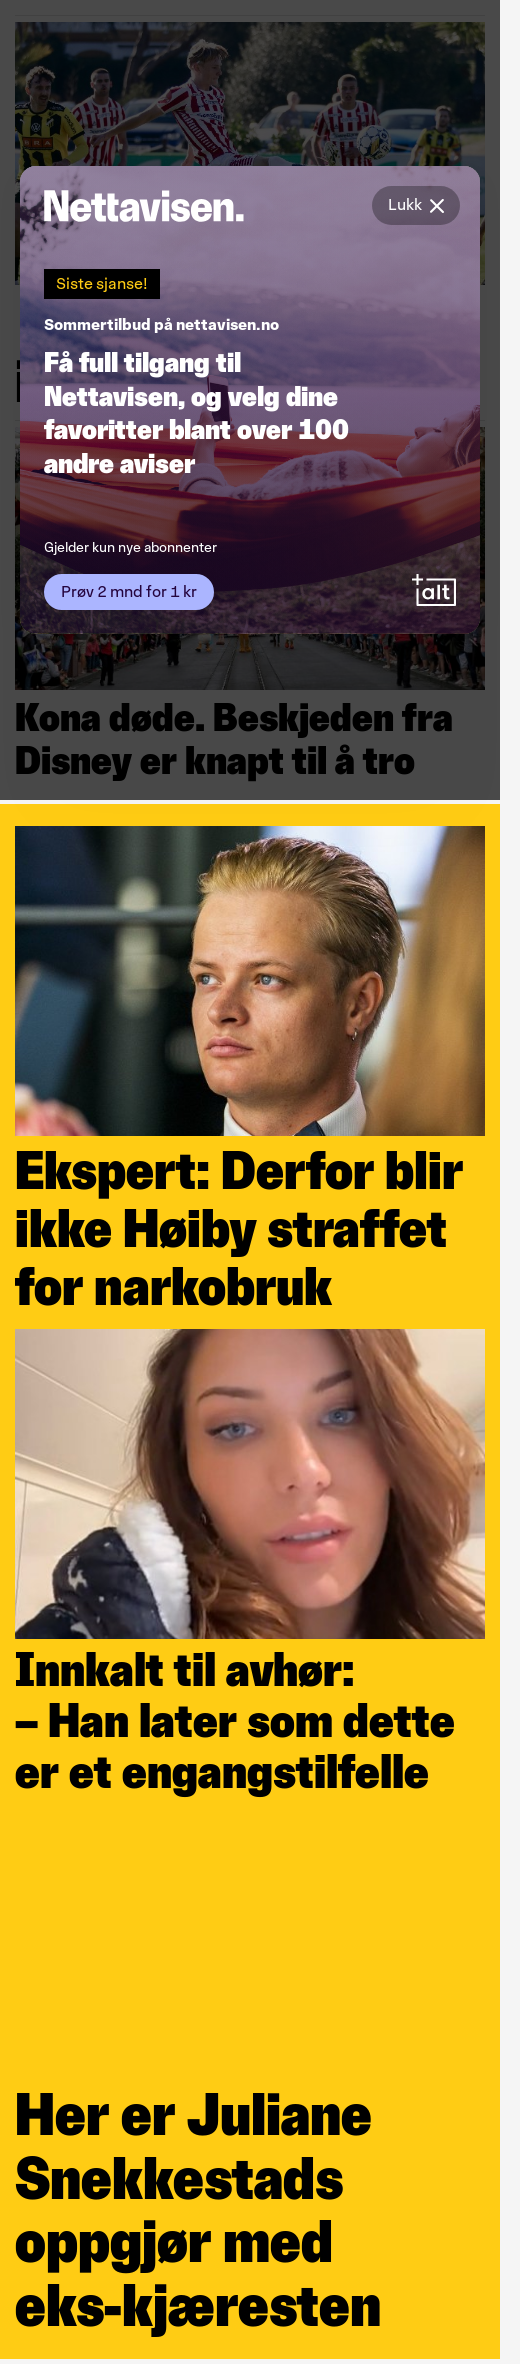 Nettavisen.
Lukk
Siste sjanse!
Sommertilbud på nettavisen.no
Få full tilgang til
Nettavisen, og velg dine
favoritter blant over 100
andre aviser
Gjelder kun nye abonnenter
Prøv 2 mnd for 1 kr
+alt
Kona døde. Beskjeden fra
Disney er knapt til å tro
Ekspert: Derfor blir
ikke Høiby straffet
for narkobruk
Innkalt til avhør:
– Han later som dette
er et engangstilfelle
Her er Juliane
Snekkestads
oppgjør med
eks-kjæresten